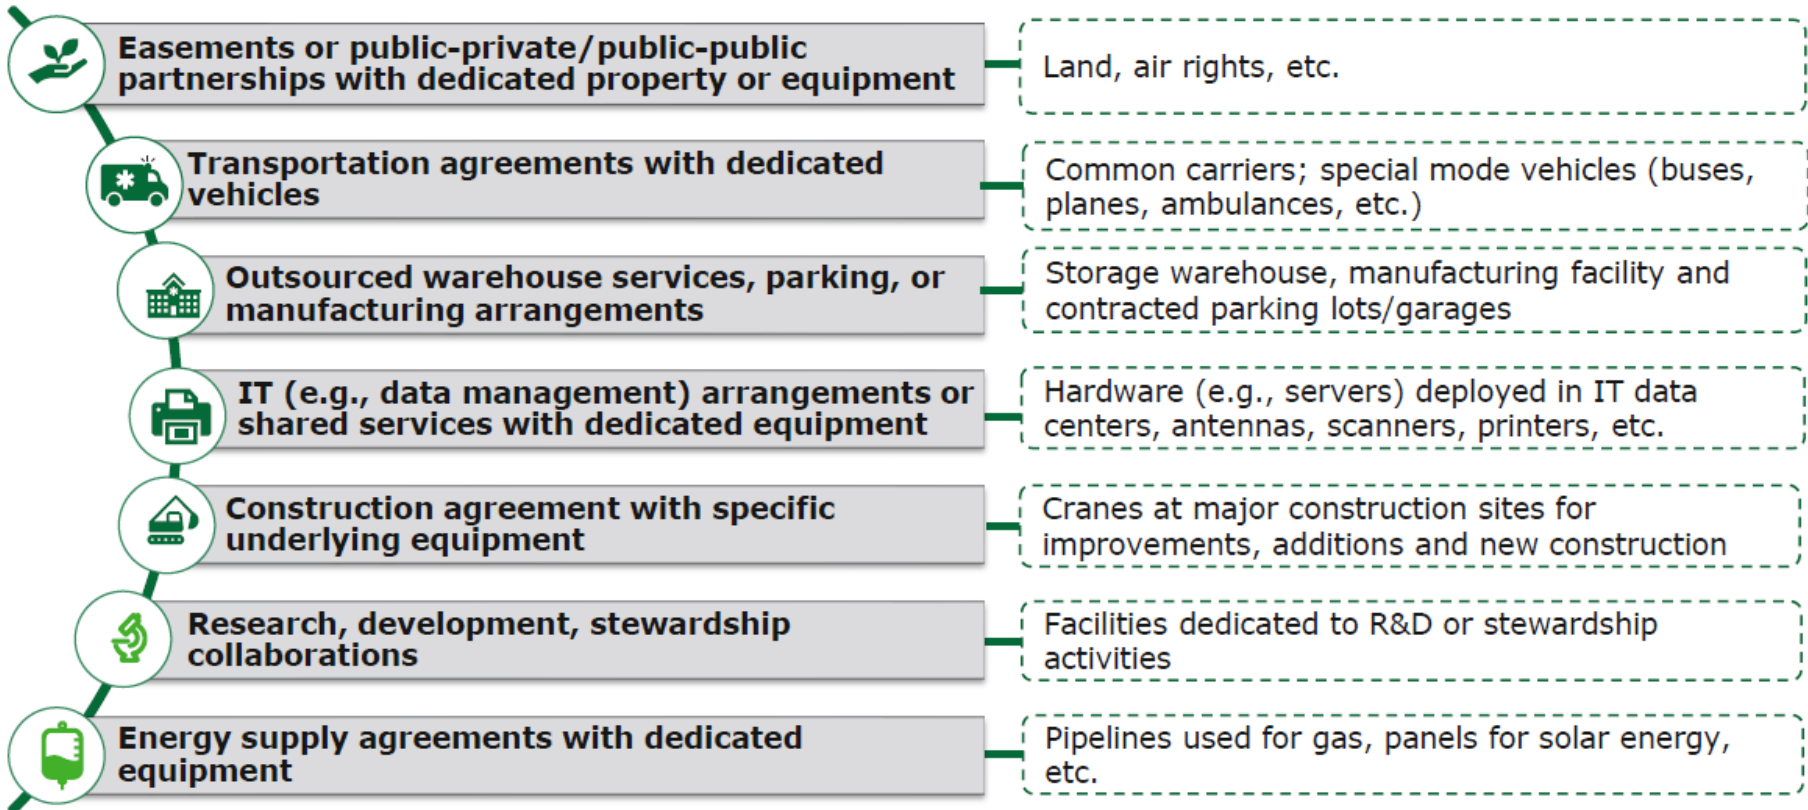 Easements or public-private/public-public
partnerships with dedicated property or equipment
Land, air rights, etc.
Transportation agreements with dedicated
vehicles
Common carriers; special mode vehicles (buses,
planes, ambulances, etc.)
Outsourced warehouse services, parking, or
manufacturing arrangements
Storage warehouse, manufacturing facility and
contracted parking lots/garages
IT (e.g., data management) arrangements or
shared services with dedicated equipment
Hardware (e.g., servers) deployed in IT data
centers, antennas, scanners, printers, etc.
Construction agreement with specific
underlying equipment
Cranes at major construction sites for
improvements, additions and new construction
Research, development, stewardship
collaborations
Facilities dedicated to R&D or stewardship
activities
Energy supply agreements with dedicated
equipment
Pipelines used for gas, panels for solar energy,
etc.